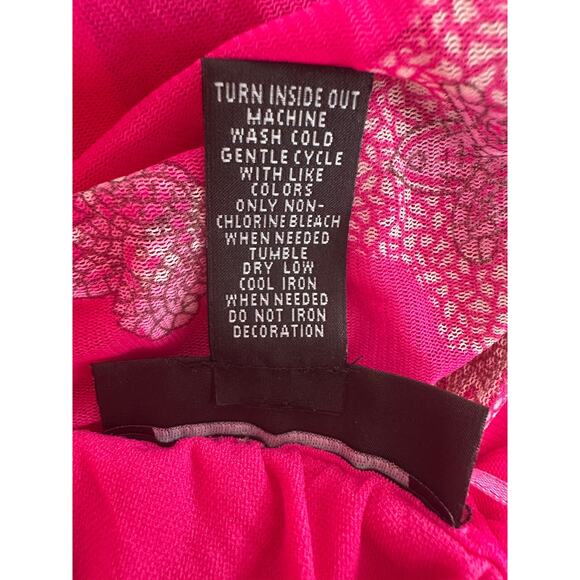 TURN INSIDE OUT
MACHINE
WASH COLD
GENTLE CYCLE
WITH LIKE
COLORS
ONLY NON-
CHLORINE BLEACH
WHEN NEEDED
TUMBLE
DRY LOW
COOL IRON
WHEN NEEDED
DO NOT IRON
DECORATION